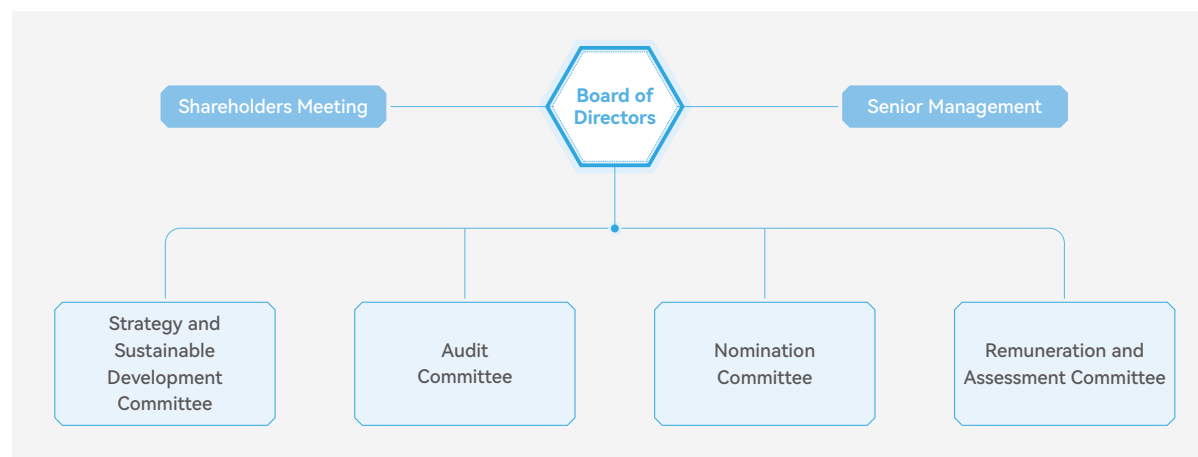 Shareholders Meeting
Board of
Directors
Senior Management
Strategy and
Sustainable
Development
Committee
Audit
Committee
Nomination
Committee
Remuneration and
Assessment Committee